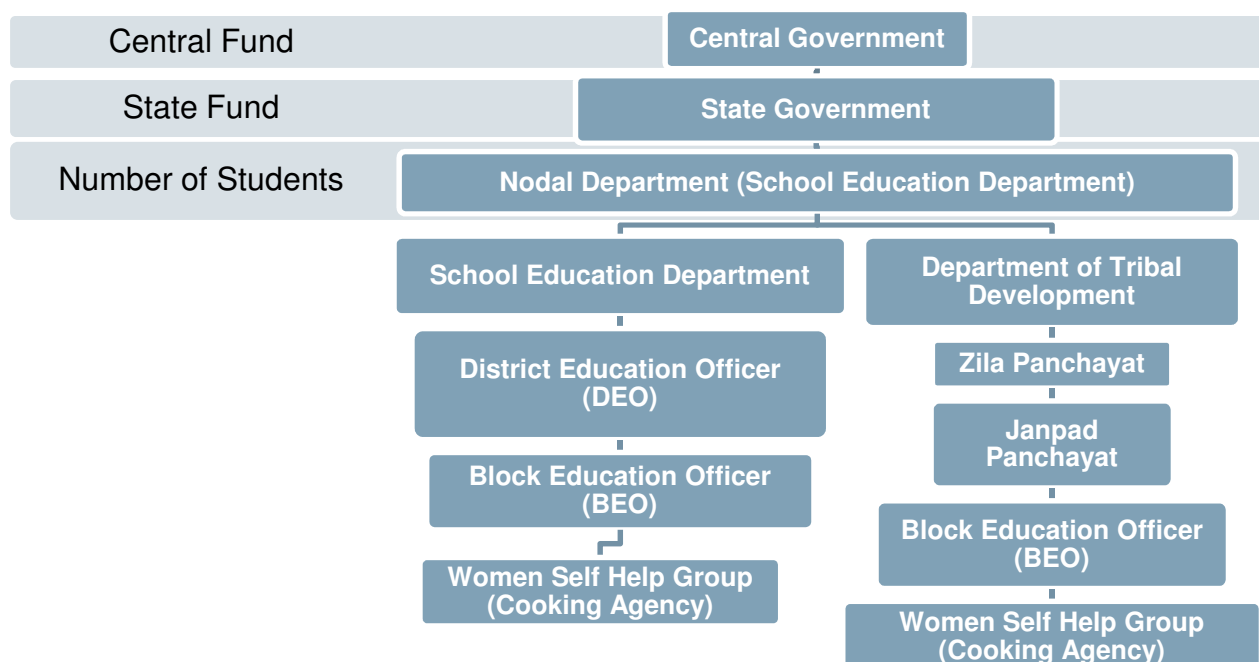 Central Fund
Central Government
State Fund
State Government
Number of Students
Nodal Department (School Education Department)
School Education Department
District Education Officer
(DEO)
Block Education Officer
(BEO)
Women Self Help Group
(Cooking Agency)
Department of Tribal
Development
Zila Panchayat
Janpad
Panchayat
Block Education Officer
(BEO)
Women Self Help Group
(Cooking Agency)